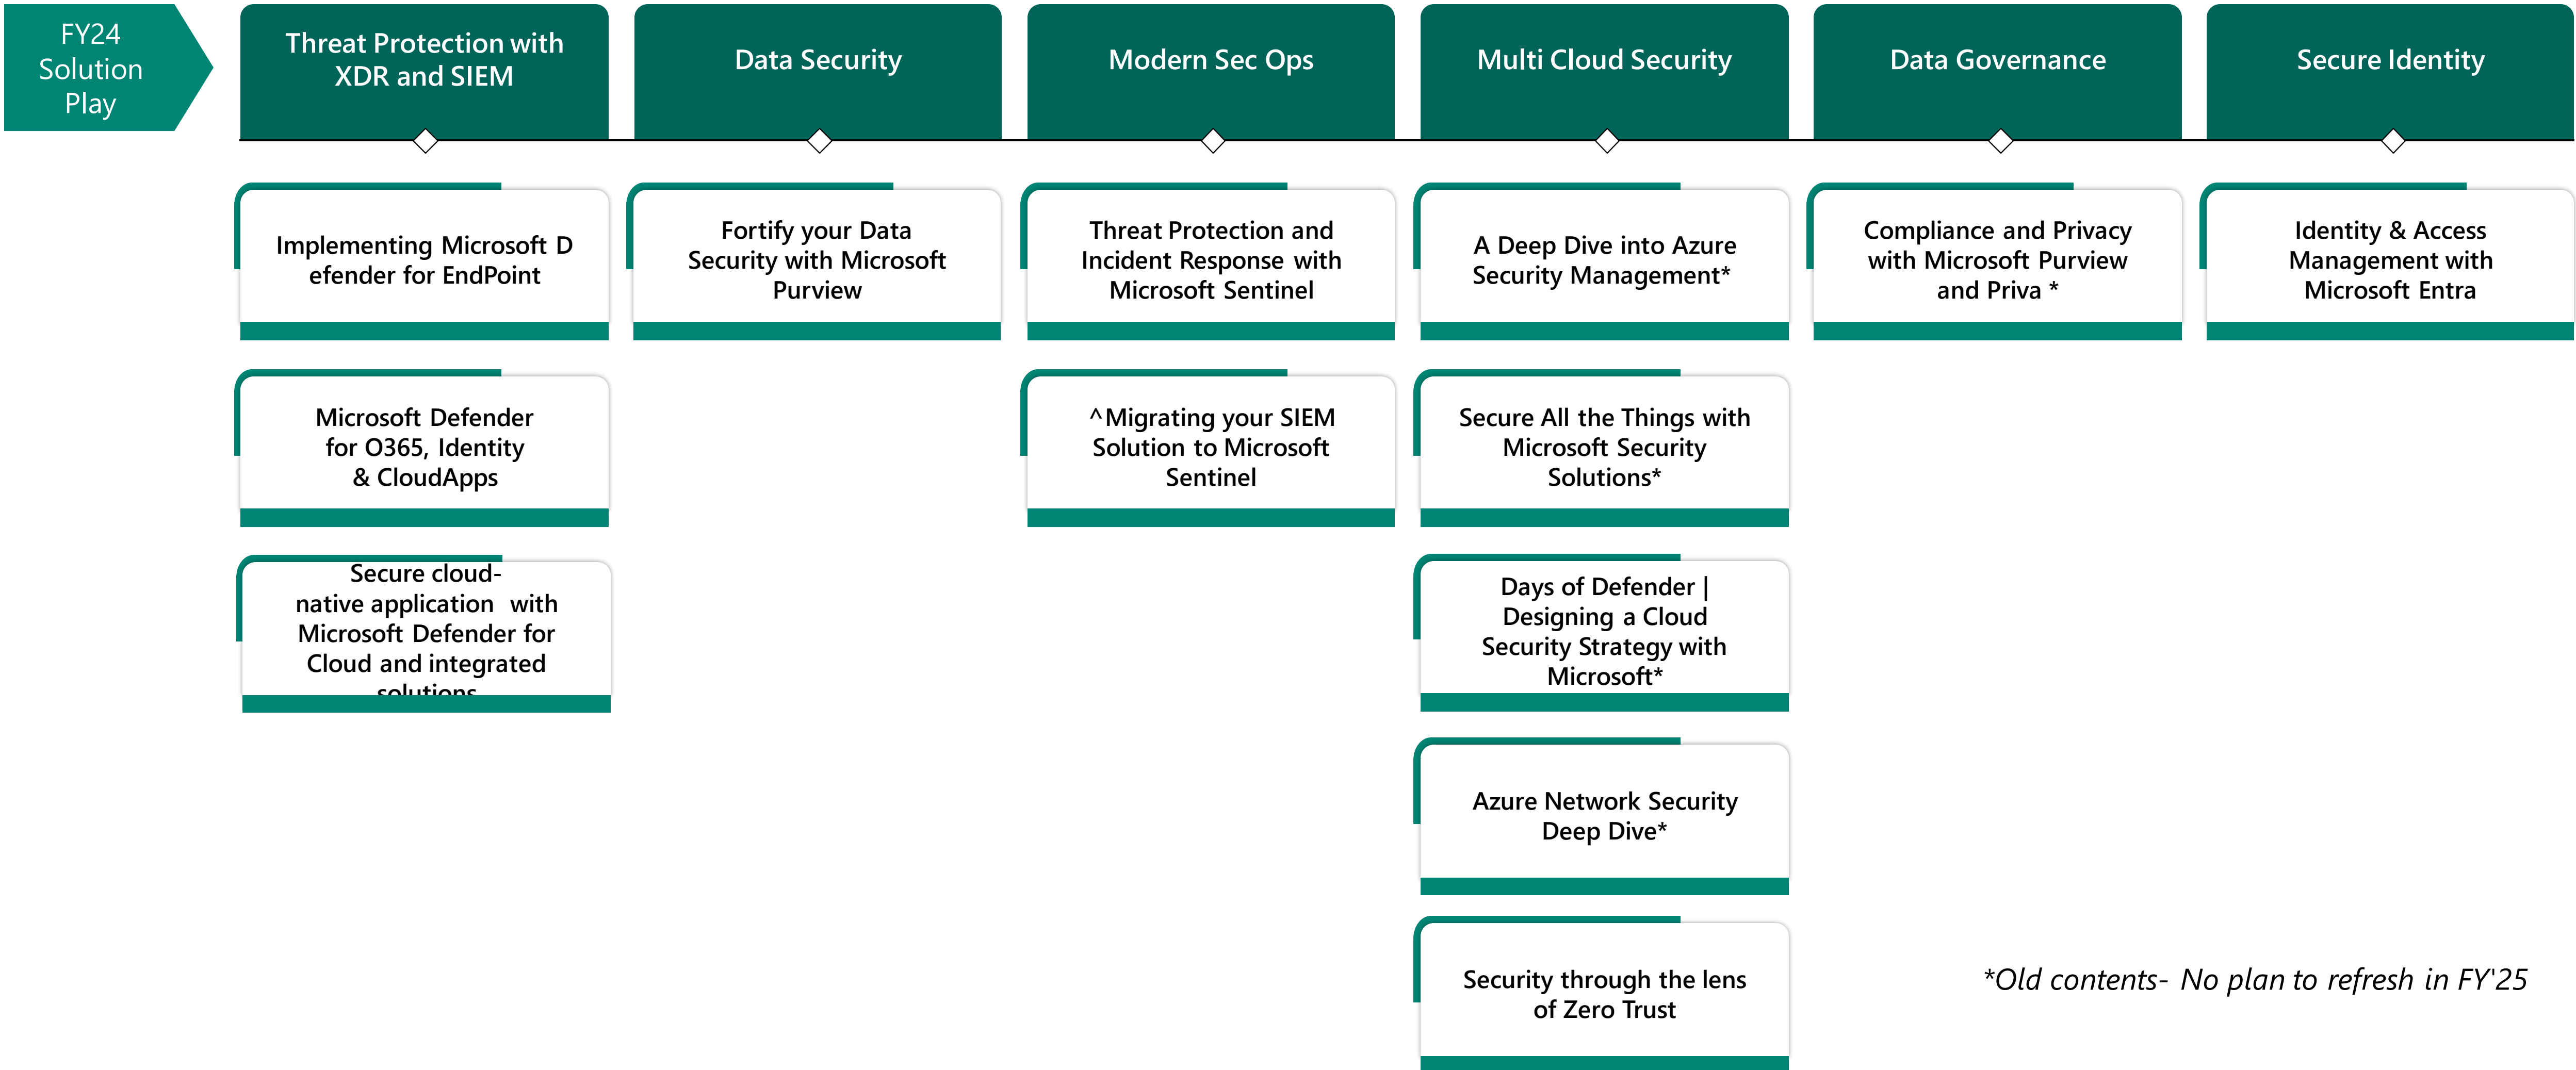 FY24
Solution
Play
Threat Protection with
XDR and SIEM
Data Security
Modern Sec Ops
Multi Cloud Security
Data Governance
Secure Identity
Implementing Microsoft D
efender for EndPoint
Fortify your Data
Security with Microsoft
Purview
Threat Protection and
Incident Response with
Microsoft Sentinel
A Deep Dive into Azure
Security Management*
Compliance and Privacy
with Microsoft Purview
and Priva *
Identity & Access
Management with
Microsoft Entra
Microsoft Defender
for O365, Identity
& CloudApps
^Migrating your SIEM
Solution to Microsoft
Sentinel
Secure All the Things with
Microsoft Security
Solutions*
Secure cloud-
native application  with
Microsoft Defender for
Cloud and integrated
solutions
Days of Defender |
Designing a Cloud
Security Strategy with
Microsoft*
Azure Network Security
Deep Dive*
Security through the lens
of Zero Trust
*Old contents- No plan to refresh in FY'25